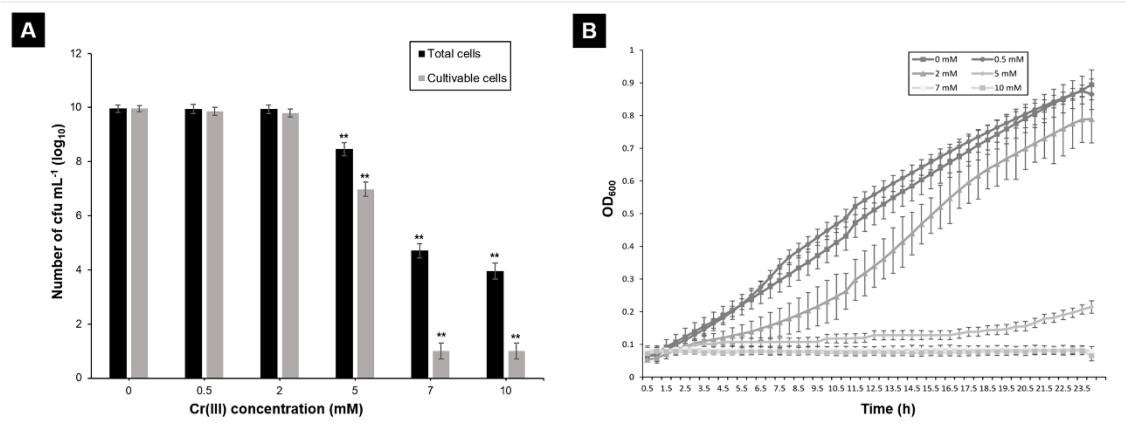 A
Total cells
Cultivable cells
12
10
8
6
4
2
0
** ** ** ** ** **
Number of cfu mL⁻¹ (log₁₀)
0 0.5 2 5 7 10
Cr(III) concentration (mM)
B
0 mM 0.5 mM
2 mM 5 mM
7 mM 10 mM
1
0.9
0.8
0.7
0.6
0.5
0.4
0.3
0.2
0.1
0
OD₆₀₀
0.5 1.5 2.5 3.5 4.5 5.5 6.5 7.5 8.5 9.5 10.5 11.5 12.5 13.5 14.5 15.5 16.5 17.5 18.5 19.5 20.5 21.5 22.5 23.5
Time (h)